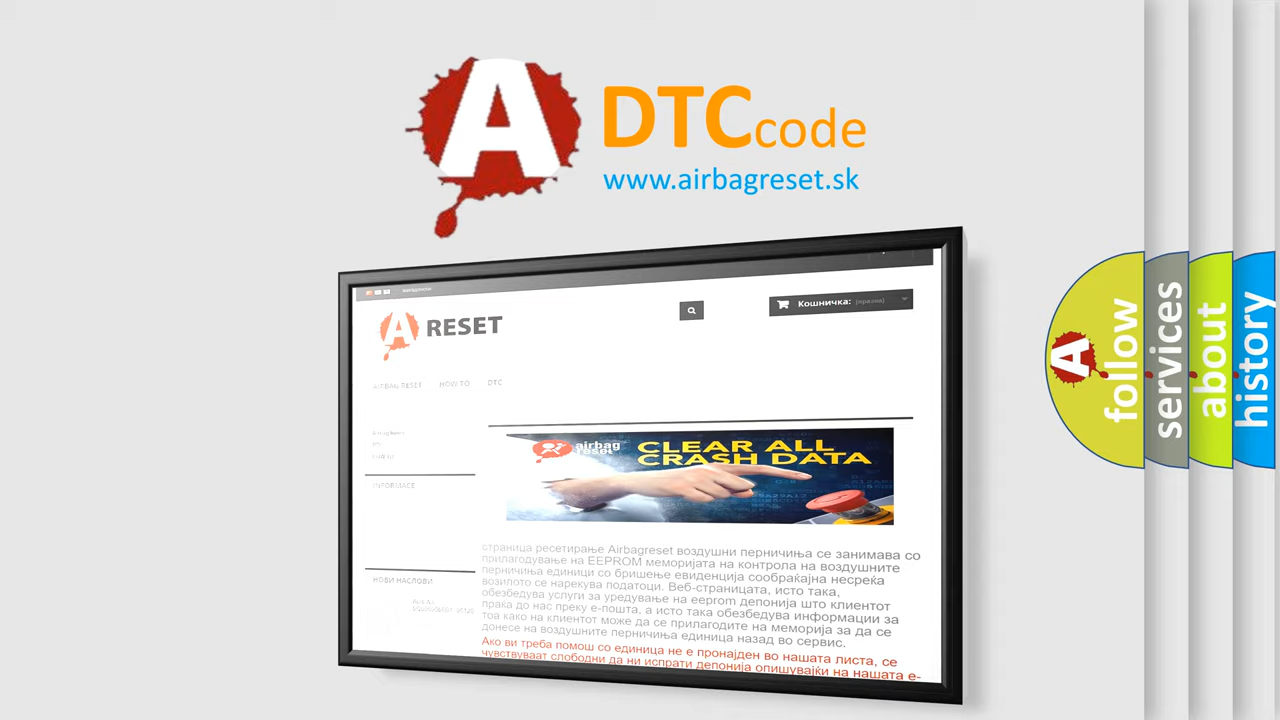 A
DTCcode
www.airbagreset.sk
Кошничка: (празни)
A RESET
AIRBAG RESET HOW TO DTC
airbag reset
CLEAR ALL
CRASH DATA
INFORMACE
страница ресетирање Airbagreset воздушни перничиња се занимава со
прилагодување на EEPROM меморијата на контрола на воздушните
перничиња единици со бришење евиденција сообраќајна несреќа
возилото се нарекува податоци. Веб-страницата, исто така,
обезбедува услуги за уредување на eeprom депонија што клиентот
праќа до нас преку е-пошта, а исто така обезбедува информации за
тоа како на клиентот може да се прилагодите на меморија за да се
донесе на воздушните перничиња единица назад во сервис.
НОВИ НАСЛОВИ
Ако ви треба помош со единица не е пронајден во нашата листа, се
чувствуваат слободни да ни испрати депонија опишувајќи на нашата е-
A
follow
services
about
history